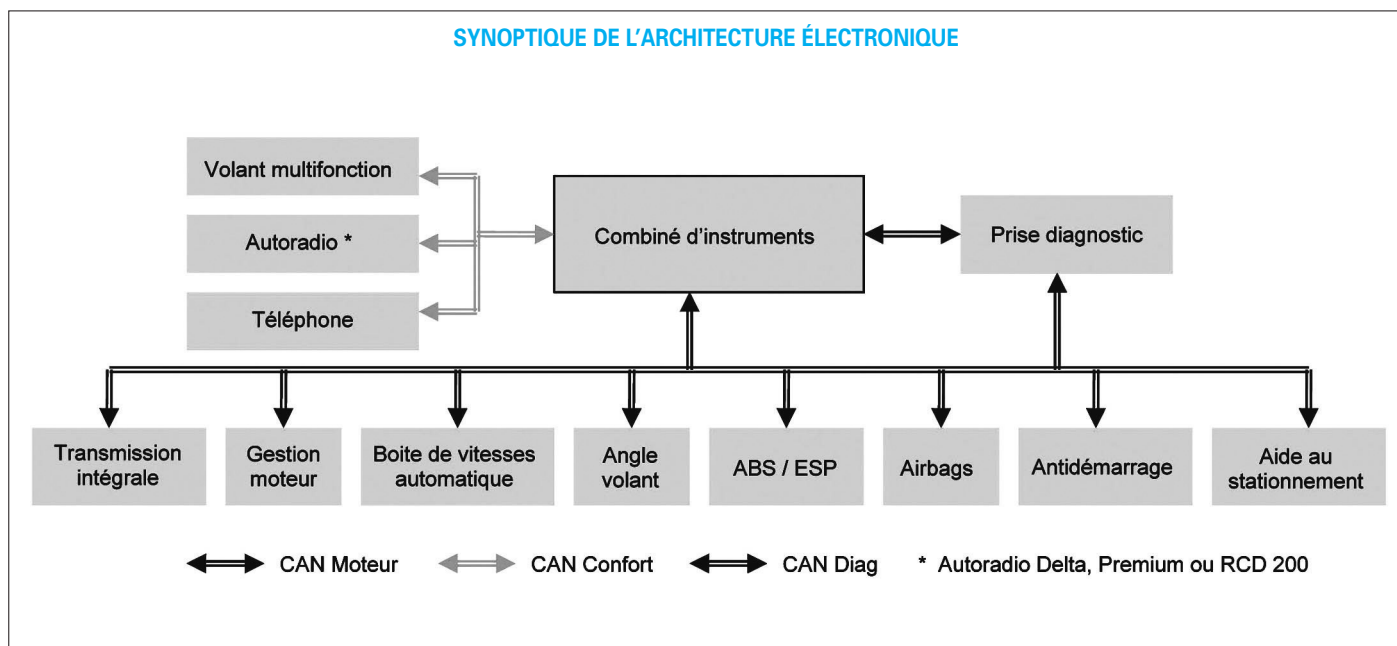 SYNOPTIQUE DE L'ARCHITECTURE ÉLECTRONIQUE
Volant multifonction
Autoradio *
Téléphone
Combiné d'instruments
Prise diagnostic
Transmission
intégrale
Gestion
moteur
Boite de vitesses
automatique
Angle
volant
ABS / ESP
Airbags
Antidémarrage
Aide au
stationnement
CAN Moteur
CAN Confort
CAN Diag
* Autoradio Delta, Premium ou RCD 200